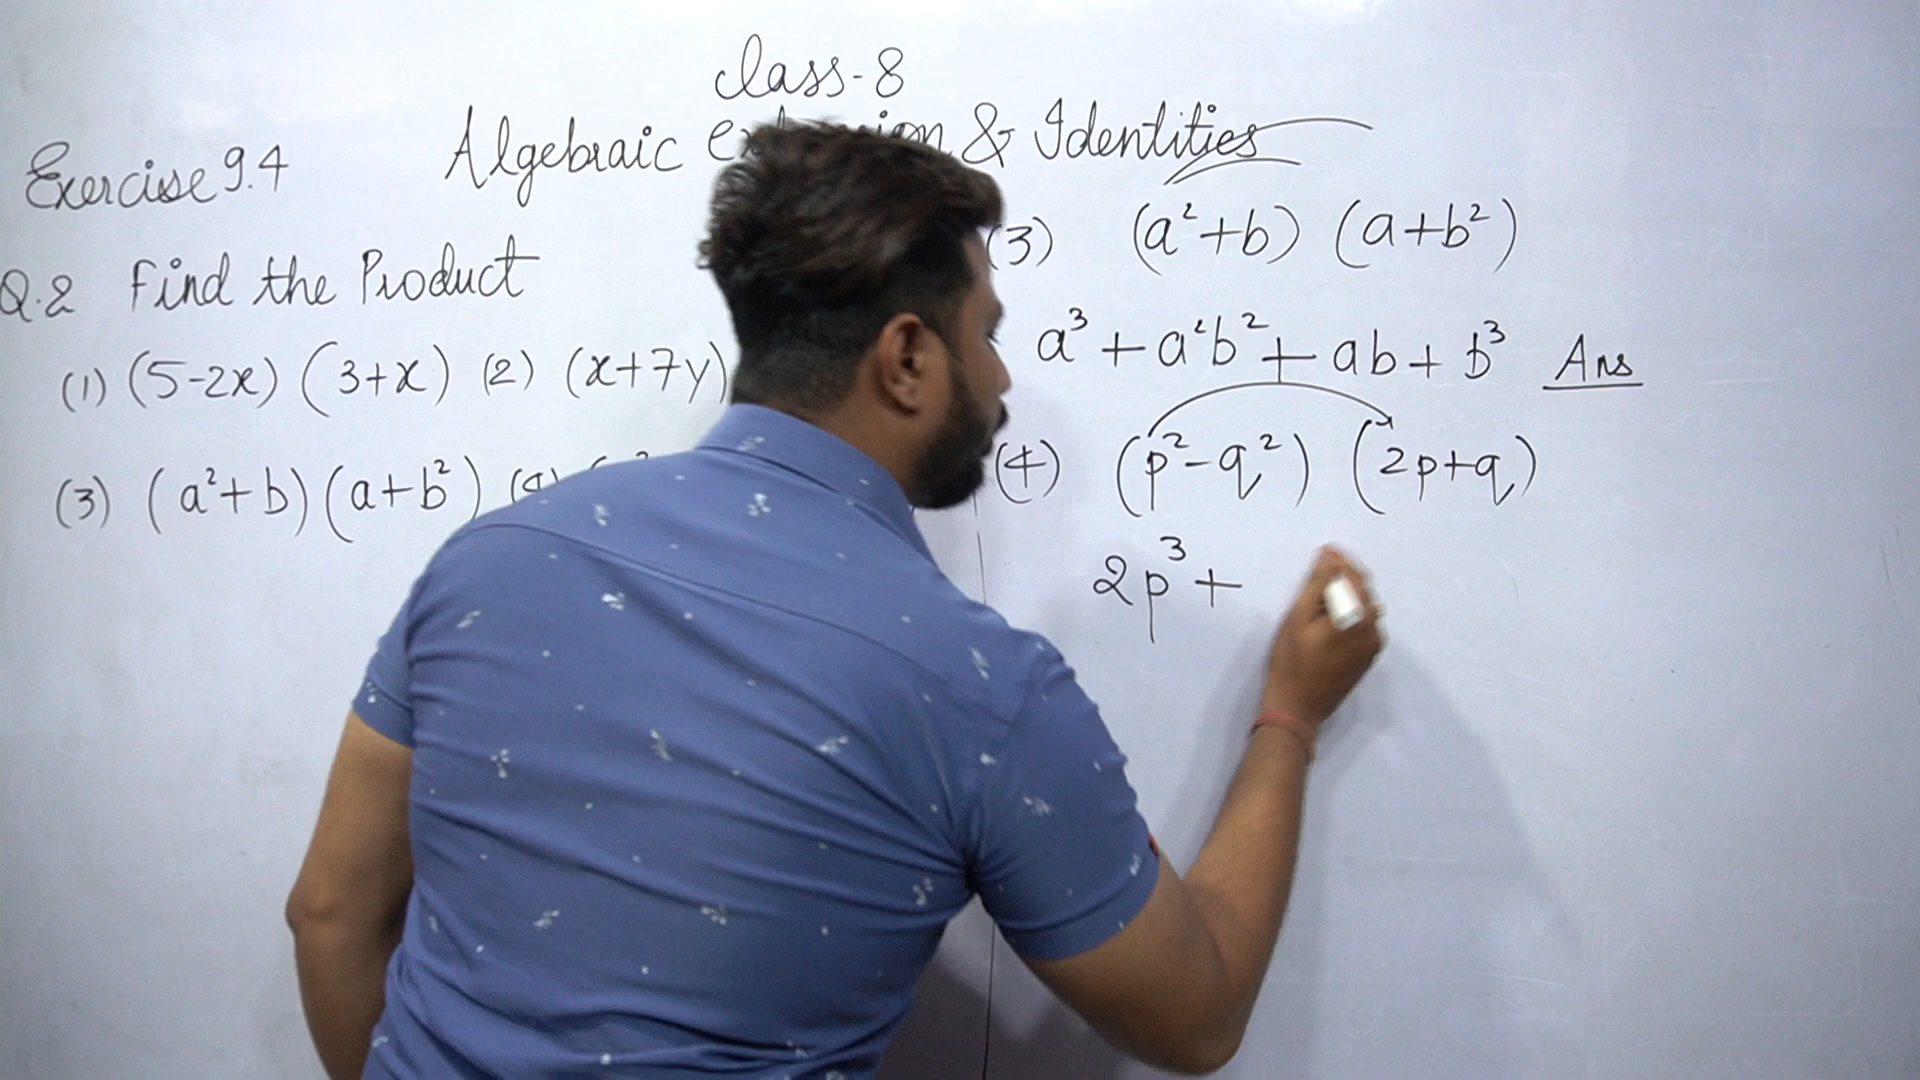 Class-8
Algebraic & Identities
Exercise 9.4
Q.2 Find the Product
(1) (5-2x) (3+x) (2) (x+7y)
(3) (a²+b) (a+b²) (4)
(3) (a²+b) (a+b²)
a³ + a²b² + ab + b³ Ans
(4) (p²-q²) (2p+q)
2p³ +